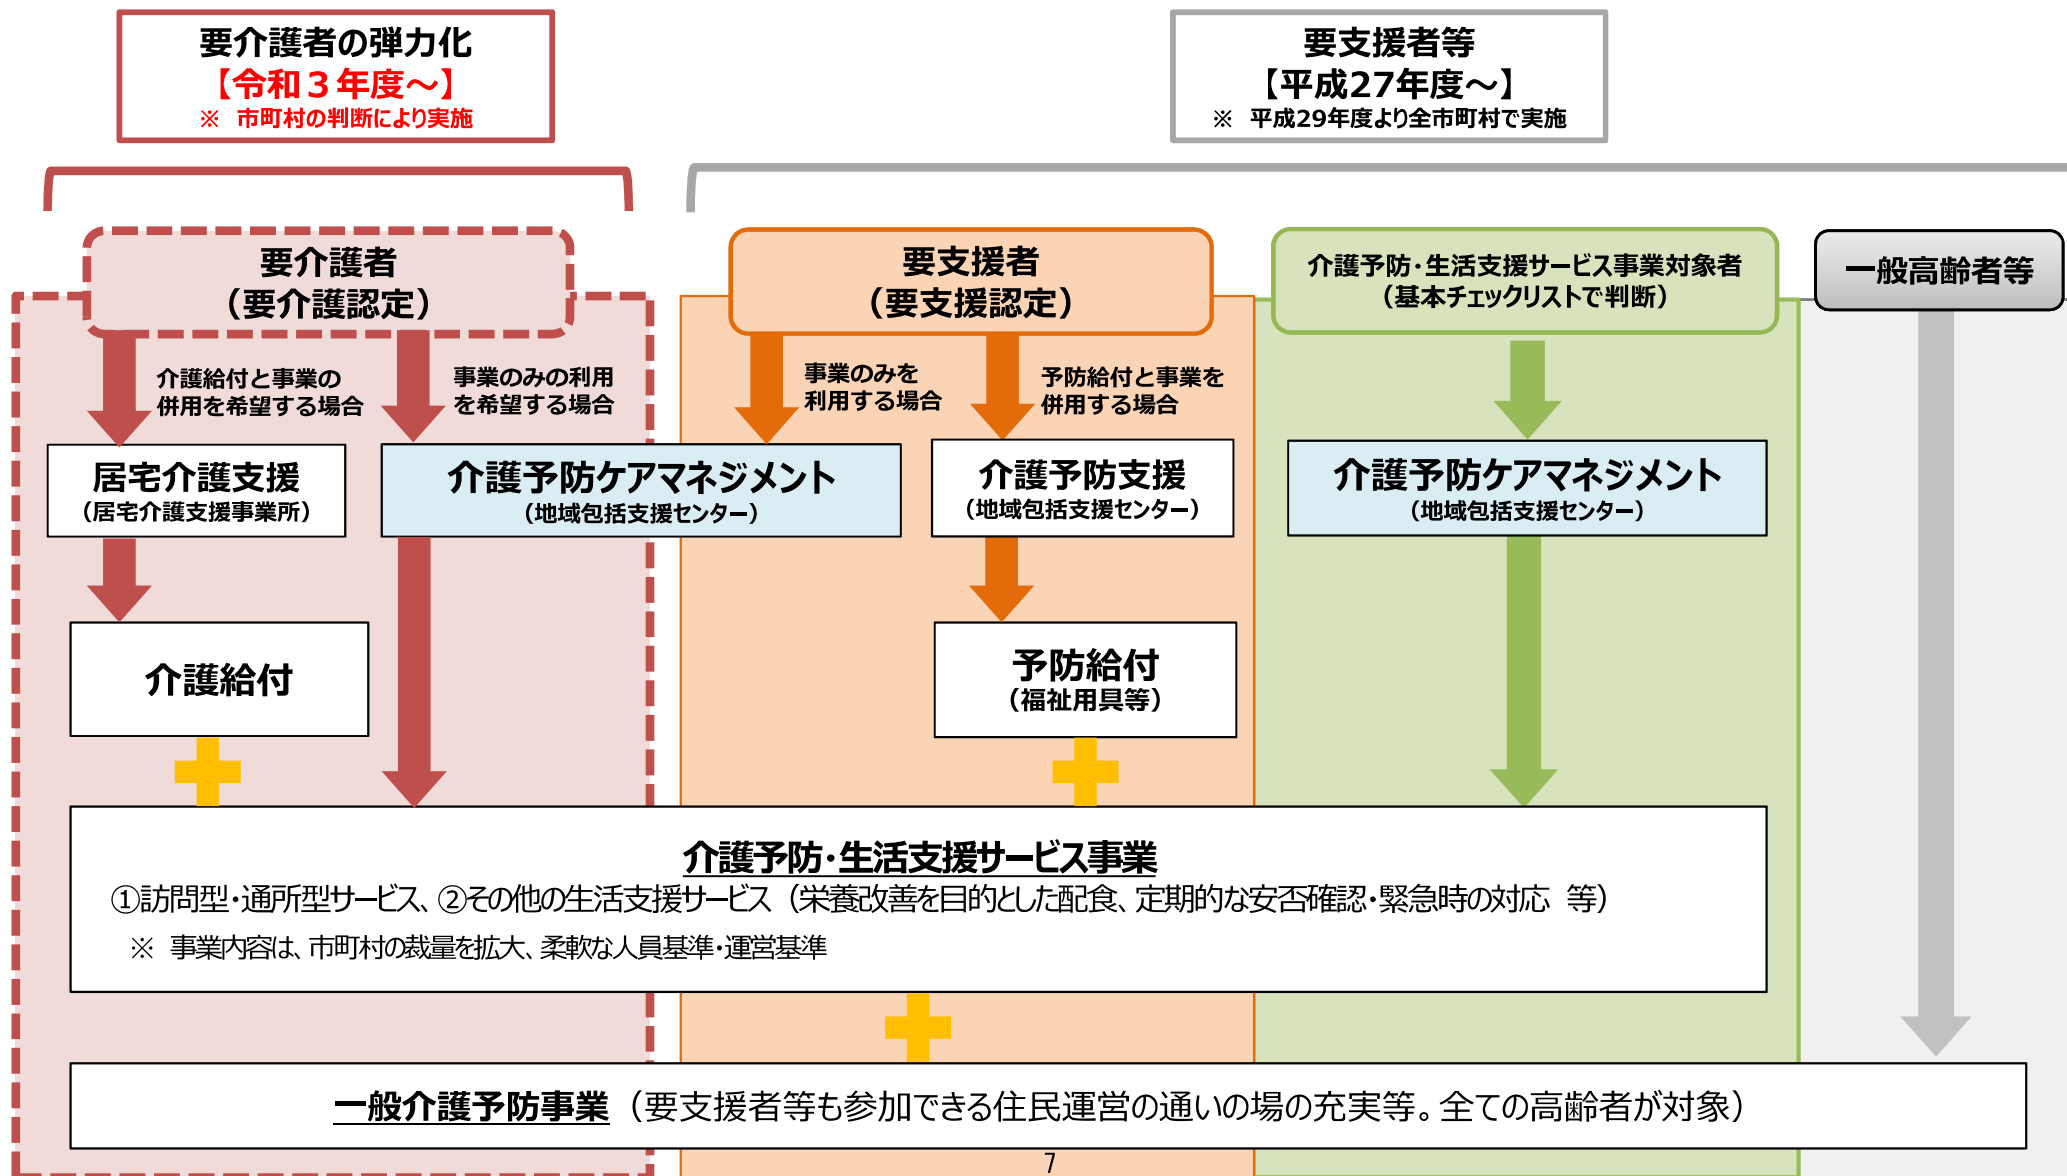 要介護者の弾力化
【令和３年度～】
※　市町村の判断により実施
要支援者等
【平成27年度～】
※　平成29年度より全市町村で実施
要介護者
（要介護認定）
要支援者
（要支援認定）
介護予防・生活支援サービス事業対象者
（基本チェックリストで判断）
一般高齢者等
介護給付と事業の
併用を希望する場合
事業のみの利用
を希望する場合
事業のみを
利用する場合
予防給付と事業を
併用する場合
居宅介護支援
（居宅介護支援事業所）
介護予防ケアマネジメント
（地域包括支援センター）
介護予防支援
（地域包括支援センター）
介護予防ケアマネジメント
（地域包括支援センター）
介護給付
予防給付
（福祉用具等）
介護予防・生活支援サービス事業
①訪問型・通所型サービス、②その他の生活支援サービス（栄養改善を目的とした配食、定期的な安否確認・緊急時の対応　等）
※　事業内容は、市町村の裁量を拡大、柔軟な人員基準・運営基準
一般介護予防事業（要支援者等も参加できる住民運営の通いの場の充実等。全ての高齢者が対象）
7